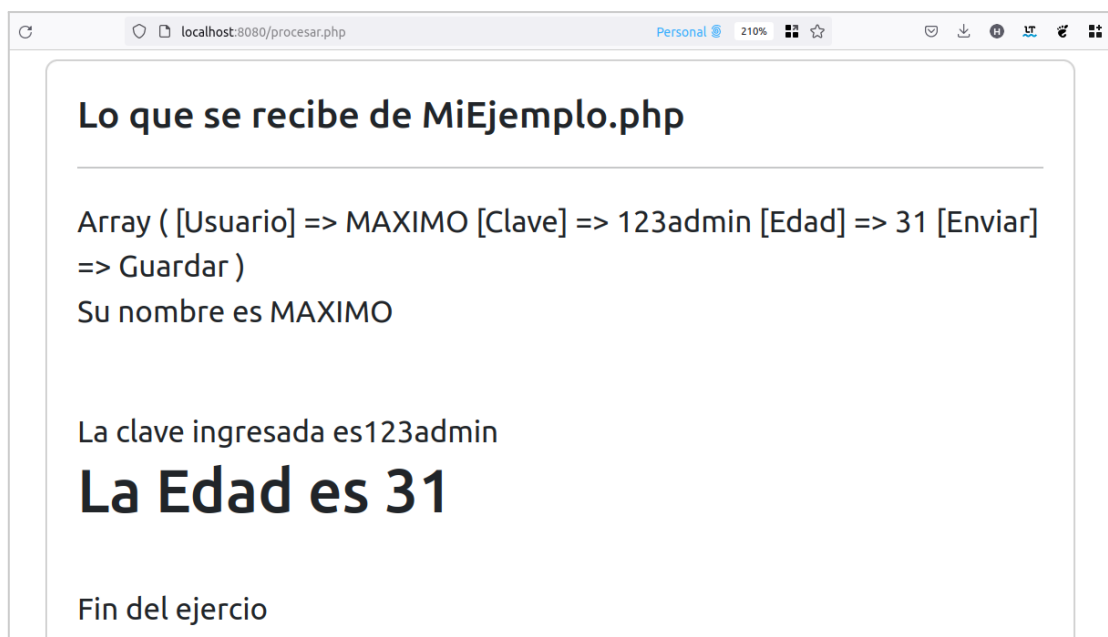 localhost:8080/procesar.php Personal 210%
Lo que se recibe de MiEjemplo.php
Array ( [Usuario] => MAXIMO [Clave] => 123admin [Edad] => 31 [Enviar]
=> Guardar )
Su nombre es MAXIMO
La clave ingresada es123admin
La Edad es 31
Fin del ejercio